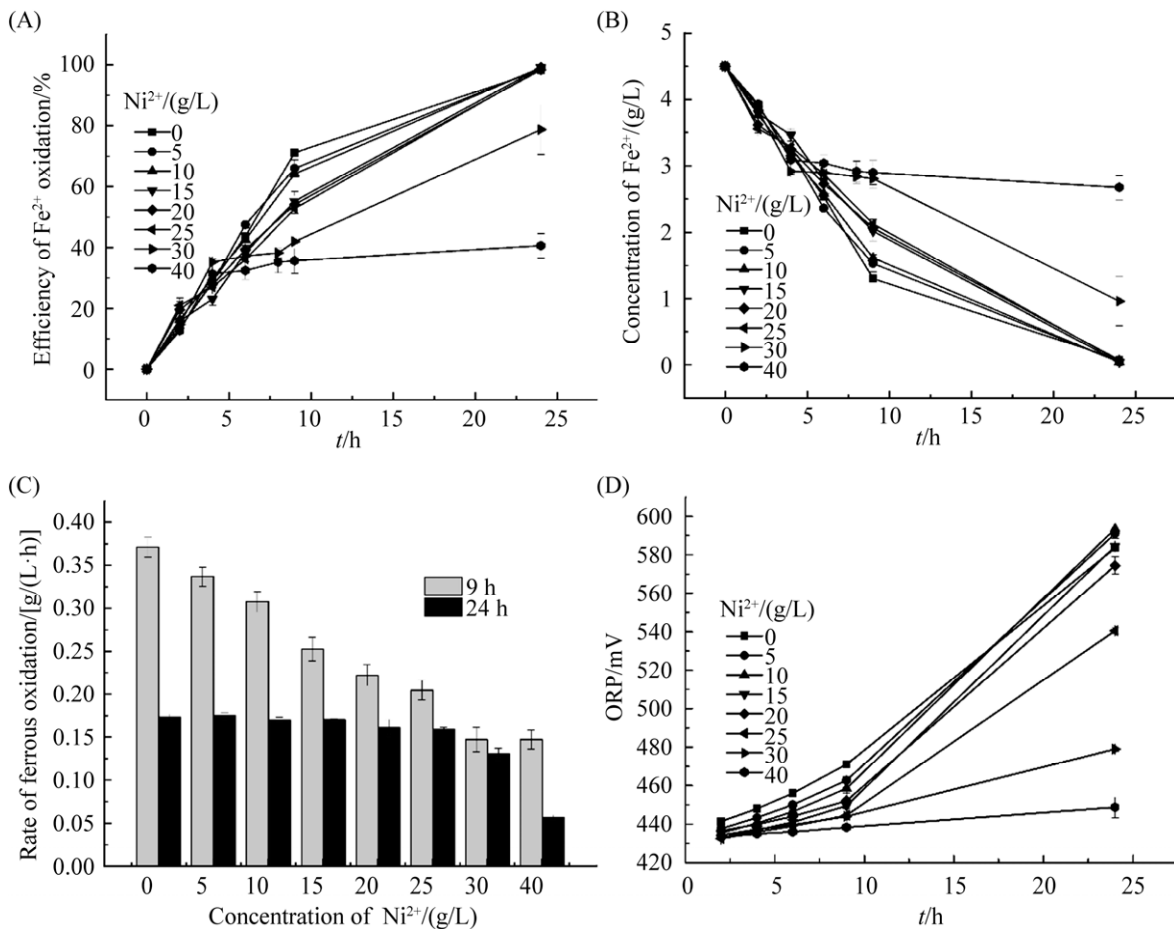 (A)
Efficiency of Fe²⁺ oxidation/%
100
80
60
40
20
0
Ni²⁺/(g/L)
0
5
10
15
20
25
30
40
0 5 10 15 20 25
t/h
(B)
Concentration of Fe²⁺/(g/L)
5
4
3
2
1
0
Ni²⁺/(g/L)
0
5
10
15
20
25
30
40
0 5 10 15 20 25
t/h
(C)
Rate of ferrous oxidation/[g/(L·h)]
0.40
0.35
0.30
0.25
0.20
0.15
0.10
0.05
0.00
9 h
24 h
0 5 10 15 20 25 30 40
Concentration of Ni²⁺/(g/L)
(D)
ORP/mV
600
580
560
540
520
500
480
460
440
420
Ni²⁺/(g/L)
0
5
10
15
20
25
30
40
0 5 10 15 20 25
t/h